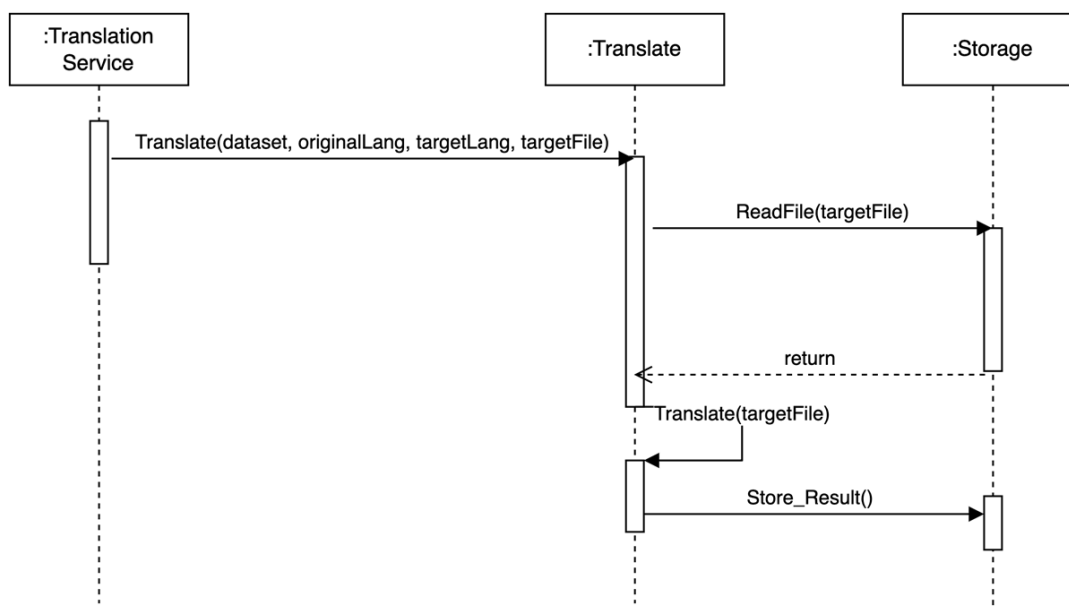 :Translation
Service
:Translate
:Storage
Translate(dataset, originalLang, targetLang, targetFile)
ReadFile(targetFile)
return
Translate(targetFile)
Store_Result()